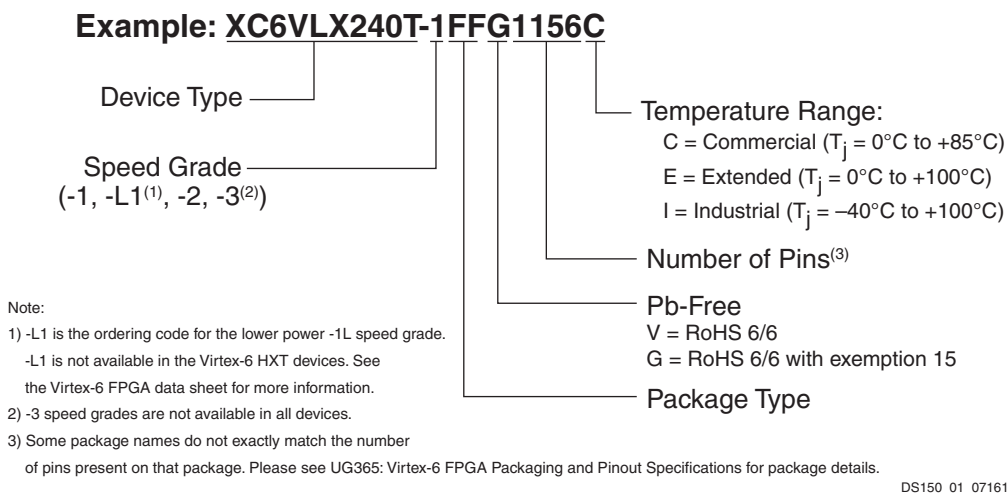 Example: XC6VLX240T-1FFG1156C
Device Type
Speed Grade
(-1, -L1(1), -2, -3(2))
Temperature Range:
C = Commercial (Tj = 0°C to +85°C)
E = Extended (Tj = 0°C to +100°C)
I = Industrial (Tj = –40°C to +100°C)
Number of Pins(3)
Pb-Free
V = RoHS 6/6
G = RoHS 6/6 with exemption 15
Package Type
Note:
1) -L1 is the ordering code for the lower power -1L speed grade.
-L1 is not available in the Virtex-6 HXT devices. See
the Virtex-6 FPGA data sheet for more information.
2) -3 speed grades are not available in all devices.
3) Some package names do not exactly match the number
of pins present on that package. Please see UG365: Virtex-6 FPGA Packaging and Pinout Specifications for package details.
DS150_01_07161